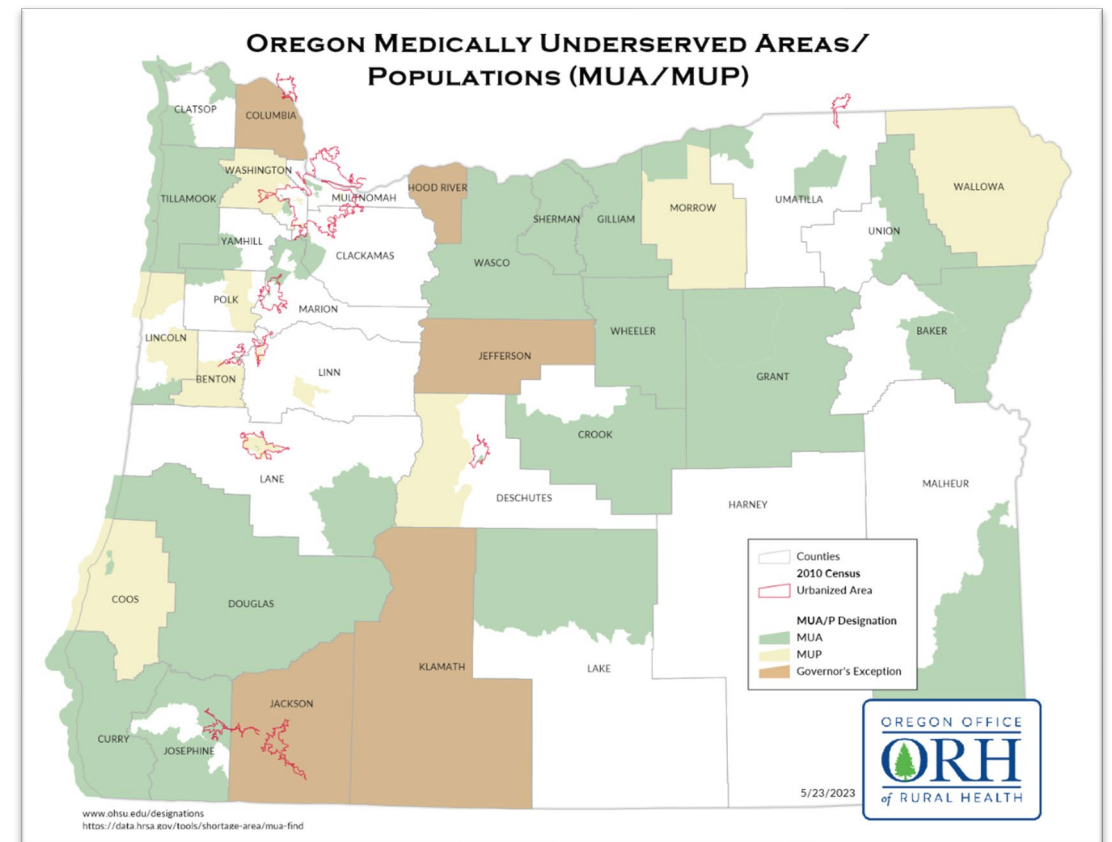 OREGON MEDICALLY UNDERSERVED AREAS/
POPULATIONS (MUA/MUP)
CLATSOP
COLUMBIA
WASHINGTON
TILLAMOOK
MULTNOMAH
HOOD RIVER
YAMHILL
CLACKAMAS
WASCO
SHERMAN
GILLIAM
MORROW
UMATILLA
UNION
WALLOWA
POLK
MARION
LINCOLN
BENTON
LINN
JEFFERSON
WHEELER
GRANT
BAKER
CROOK
LANE
DESCHUTES
HARNEY
MALHEUR
COOS
DOUGLAS
KLAMATH
LAKE
JACKSON
CURRY
JOSEPHINE
Counties
2010 Census
Urbanized Area
MUA/P Designation
MUA
MUP
Governor's Exception
OREGON OFFICE
ORH
of RURAL HEALTH
5/23/2023
www.ohsu.edu/designations
https://data.hrsa.gov/tools/shortage-area/mua-find